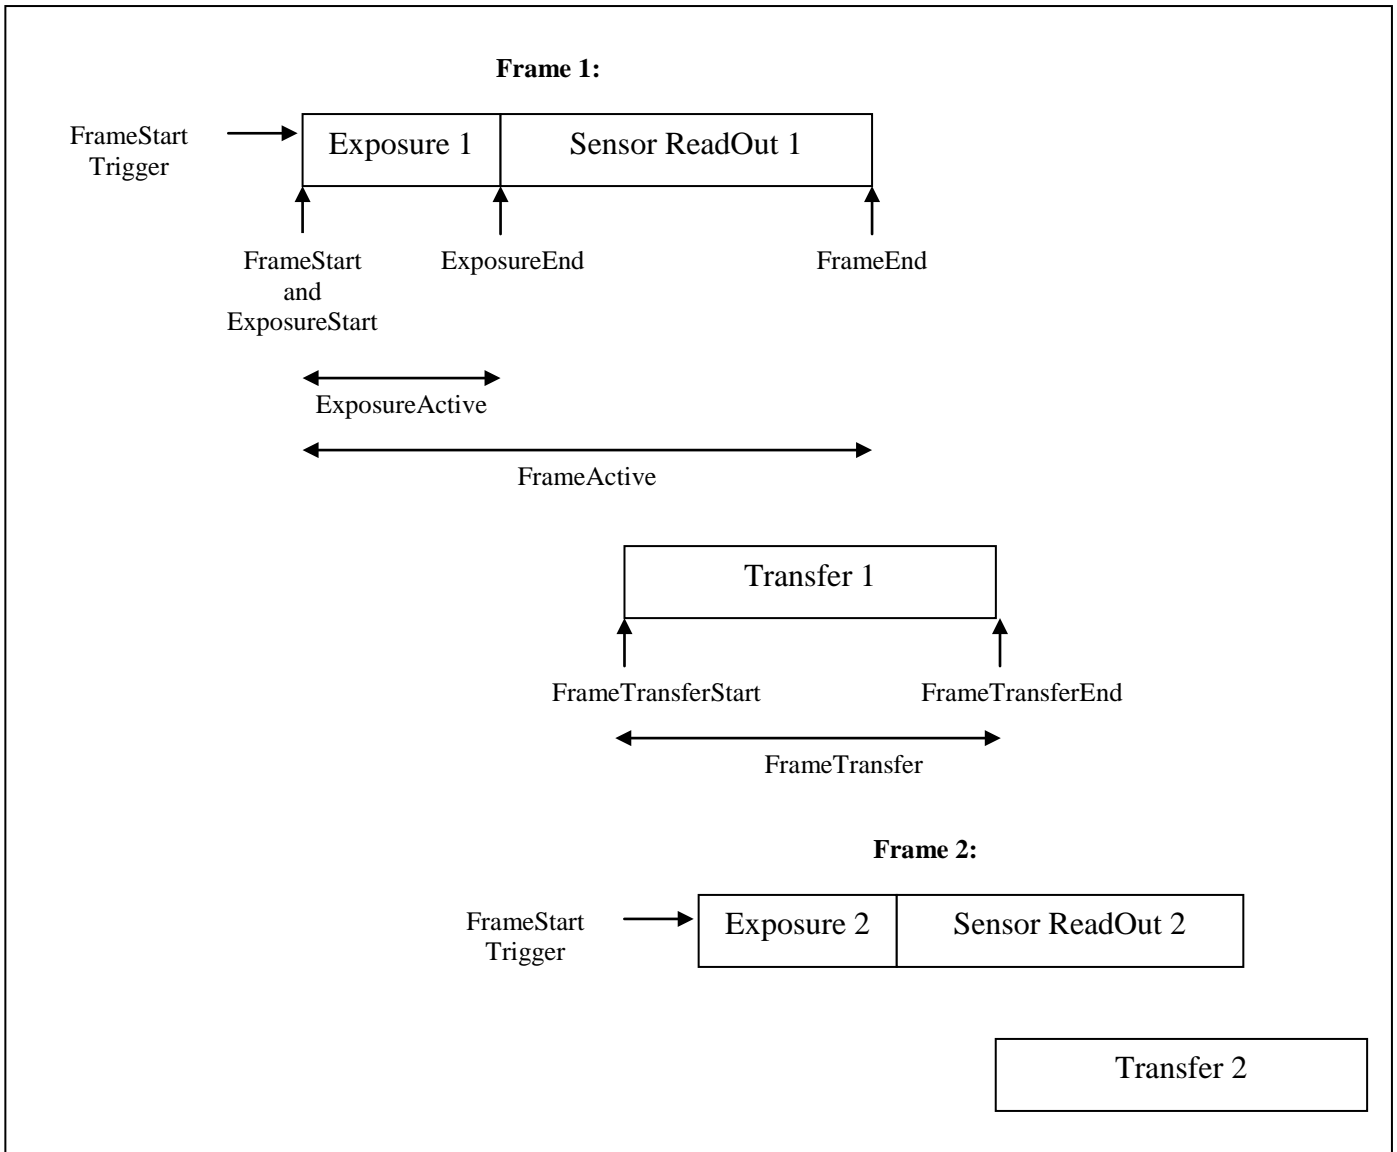 Frame 1:
FrameStart
Trigger
Exposure 1
Sensor ReadOut 1
FrameStart
and
ExposureStart
ExposureEnd
FrameEnd
ExposureActive
FrameActive
Transfer 1
FrameTransferStart
FrameTransferEnd
FrameTransfer
Frame 2:
FrameStart
Trigger
Exposure 2
Sensor ReadOut 2
Transfer 2